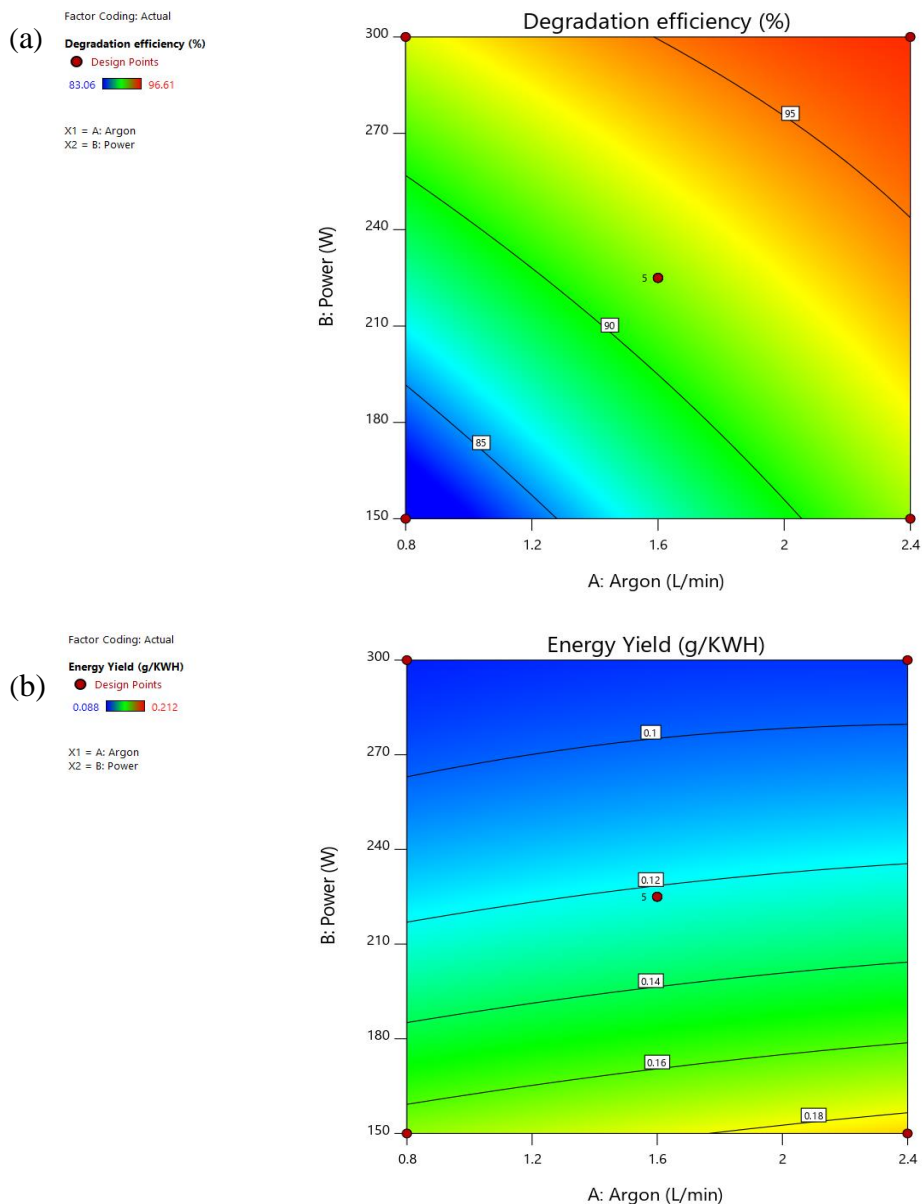 (a)
Factor Coding: Actual
Degradation efficiency (%)
Design Points
83.06 96.61
X1 = A: Argon
X2 = B: Power
Degradation efficiency (%)
B: Power (W)
300
270
240
210
180
150
95
5
90
85
0.8 1.2 1.6 2 2.4
A: Argon (L/min)
(b)
Factor Coding: Actual
Energy Yield (g/KWH)
Design Points
0.088 0.212
X1 = A: Argon
X2 = B: Power
Energy Yield (g/KWH)
B: Power (W)
300
270
240
210
180
150
0.1
0.12
5
0.14
0.16
0.18
0.8 1.2 1.6 2 2.4
A: Argon (L/min)